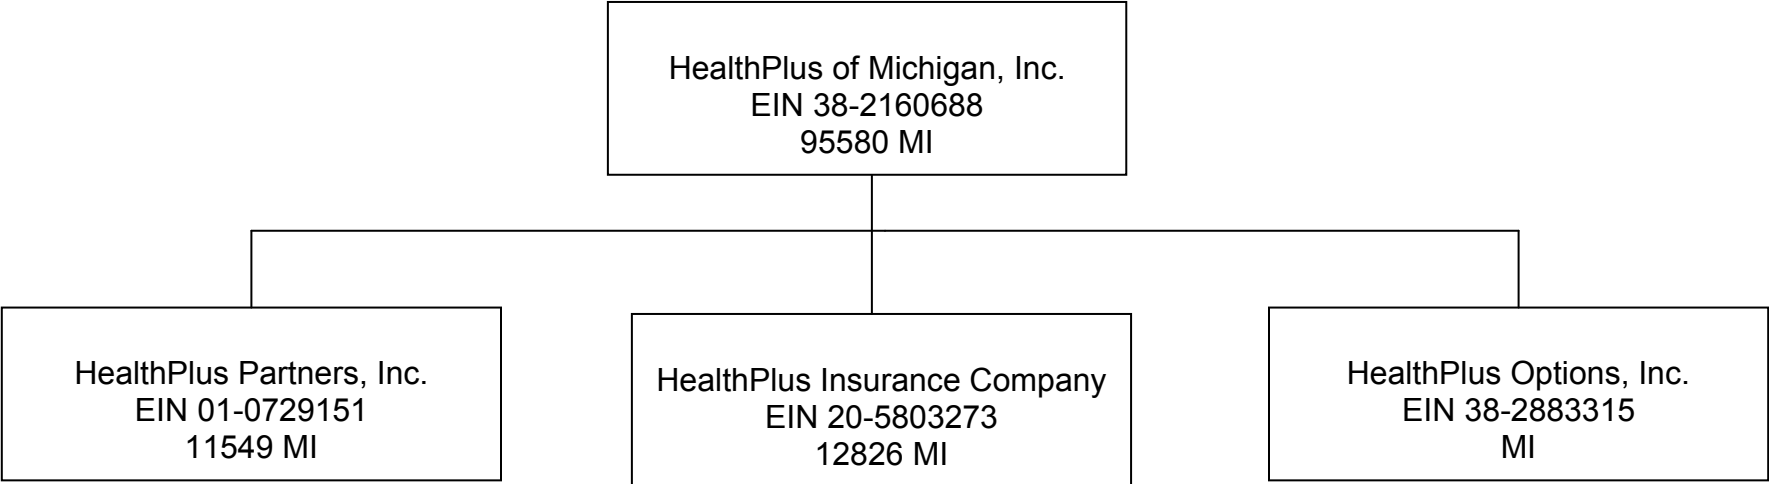 HealthPlus of Michigan, Inc.
EIN 38-2160688
95580 MI
HealthPlus Partners, Inc.
EIN 01-0729151
11549 MI
HealthPlus Insurance Company
EIN 20-5803273
12826 MI
HealthPlus Options, Inc.
EIN 38-2883315
MI